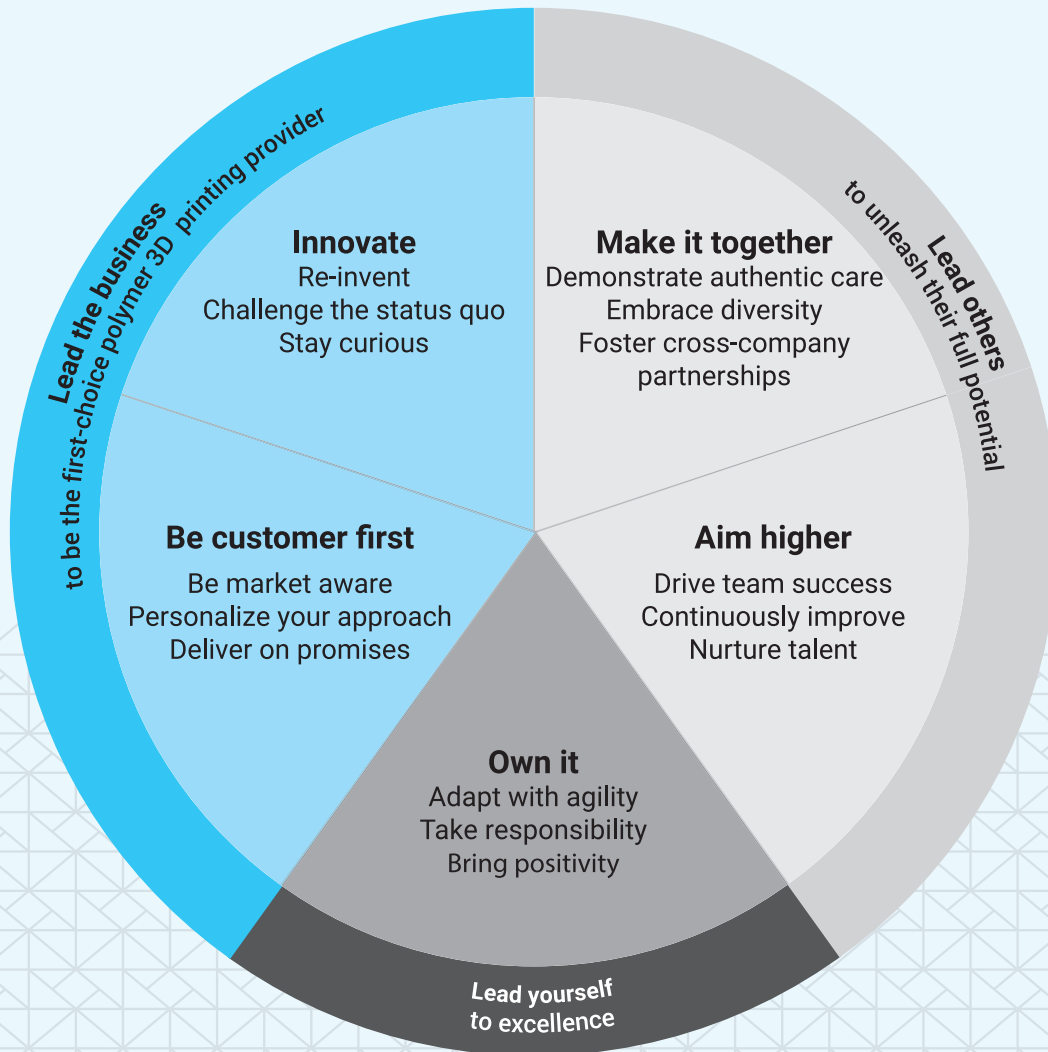 Lead the business
to be the first-choice polymer 3D printing provider
Innovate
Re-invent
Challenge the status quo
Stay curious
Make it together
Demonstrate authentic care
Embrace diversity
Foster cross-company
partnerships
Lead others
to unleash their full potential
Be customer first
Be market aware
Personalize your approach
Deliver on promises
Aim higher
Drive team success
Continuously improve
Nurture talent
Own it
Adapt with agility
Take responsibility
Bring positivity
Lead yourself
to excellence